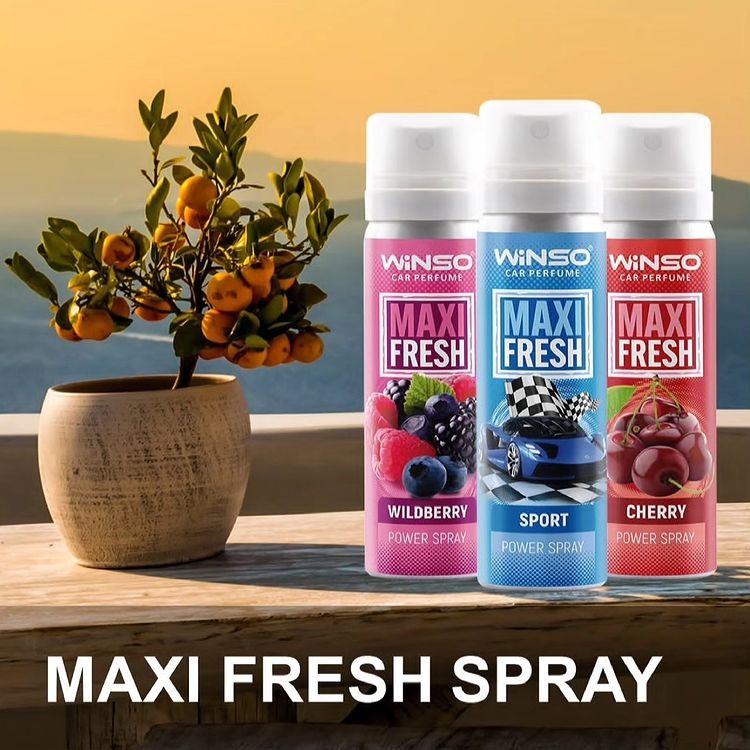 WINSO®
CAR PERFUME
MAXI
FRESH
WILDBERRY
POWER SPRAY
WINSO®
CAR PERFUME
MAXI
FRESH
SPORT
POWER SPRAY
WINSO®
CAR PERFUME
MAXI
FRESH
CHERRY
POWER SPRAY
MAXI FRESH SPRAY